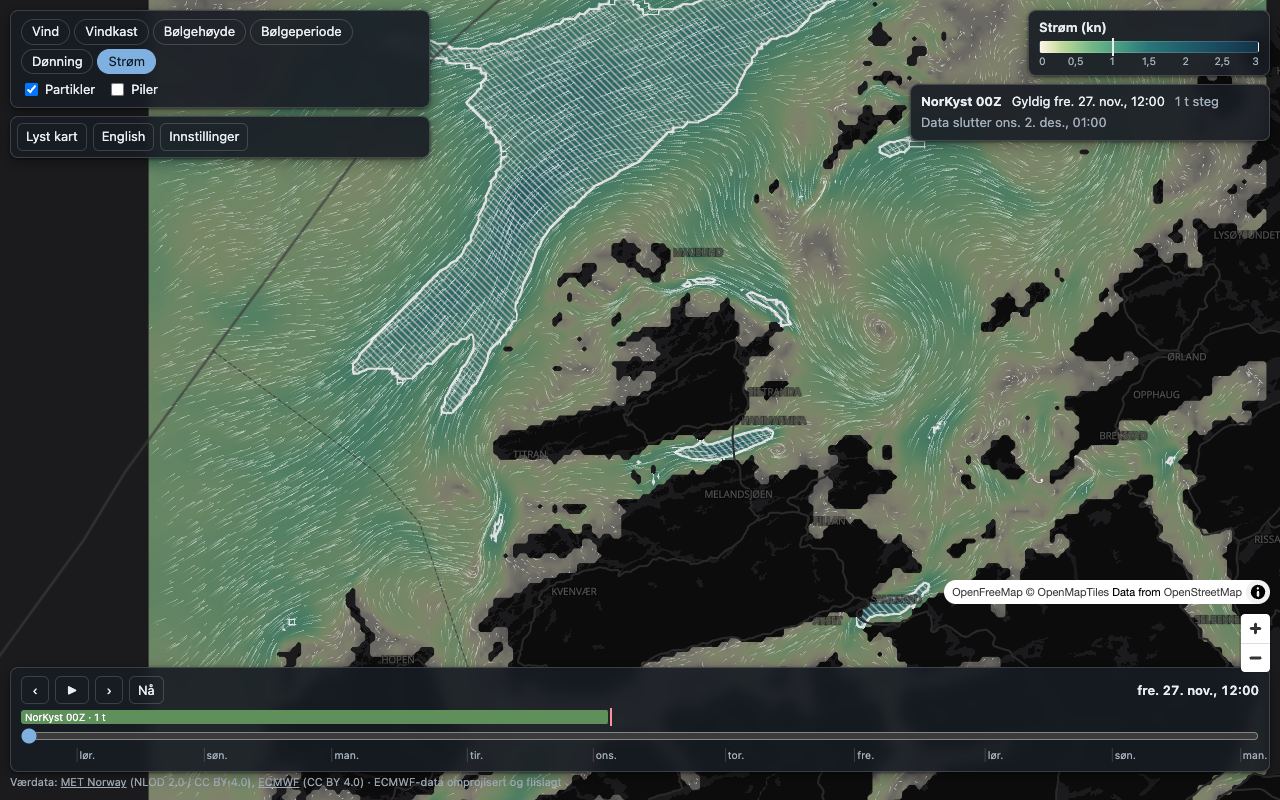 Vind Vindkast Bølgehøyde Bølgeperiode
Dønning Strøm
Partikler Piler
Lyst kart English Innstillinger
Strøm (kn)
0 0,5 1 1,5 2 2,5 3
NorKyst 00Z Gyldig fre. 27. nov., 12:00 1 t steg
Data slutter ons. 2. des., 01:00
ØRLAND
OPPHAUG
TITRAN
MELANDSJØEN
KVENVÆR
HOPEN
RISSA
OpenFreeMap © OpenMapTiles Data from OpenStreetMap
+
−
‹ › Nå
fre. 27. nov., 12:00
NorKyst 00Z · 1 t
lør. søn. man. tir. ons. tor. fre. lør. søn. man.
Værdata: MET Norway (NLOD 2.0 / CC BY 4.0), ECMWF (CC BY 4.0) · ECMWF-data omprojisert og flislagt